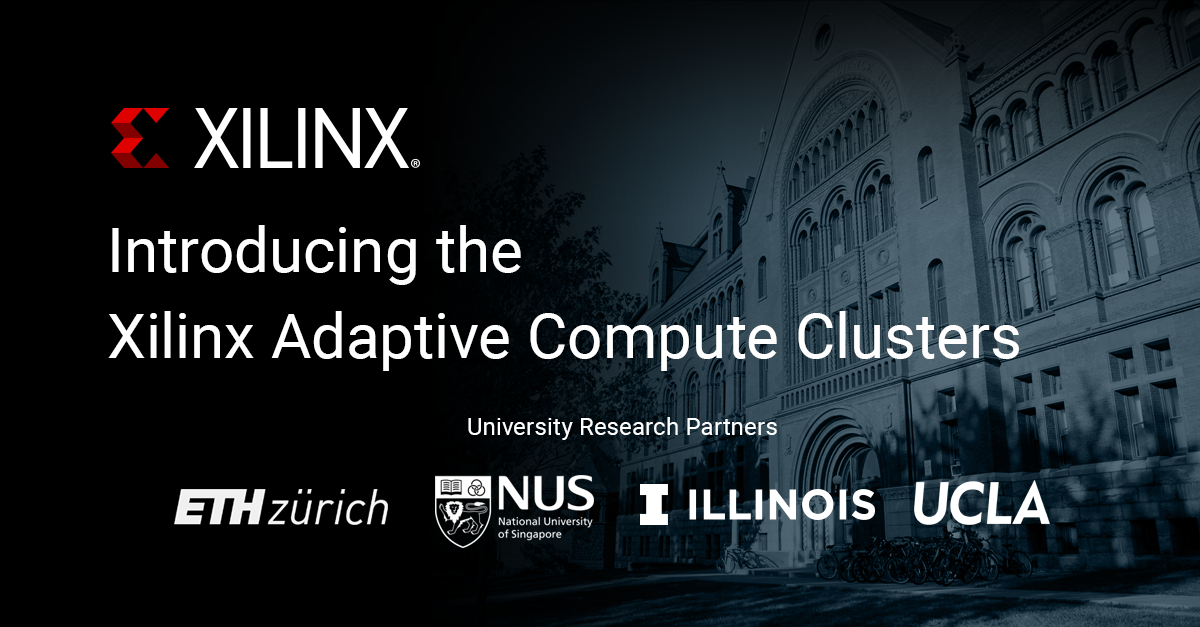 XILINX®
Introducing the
Xilinx Adaptive Compute Clusters
University Research Partners
ETH zürich
NUS
National University
of Singapore
I ILLINOIS
UCLA